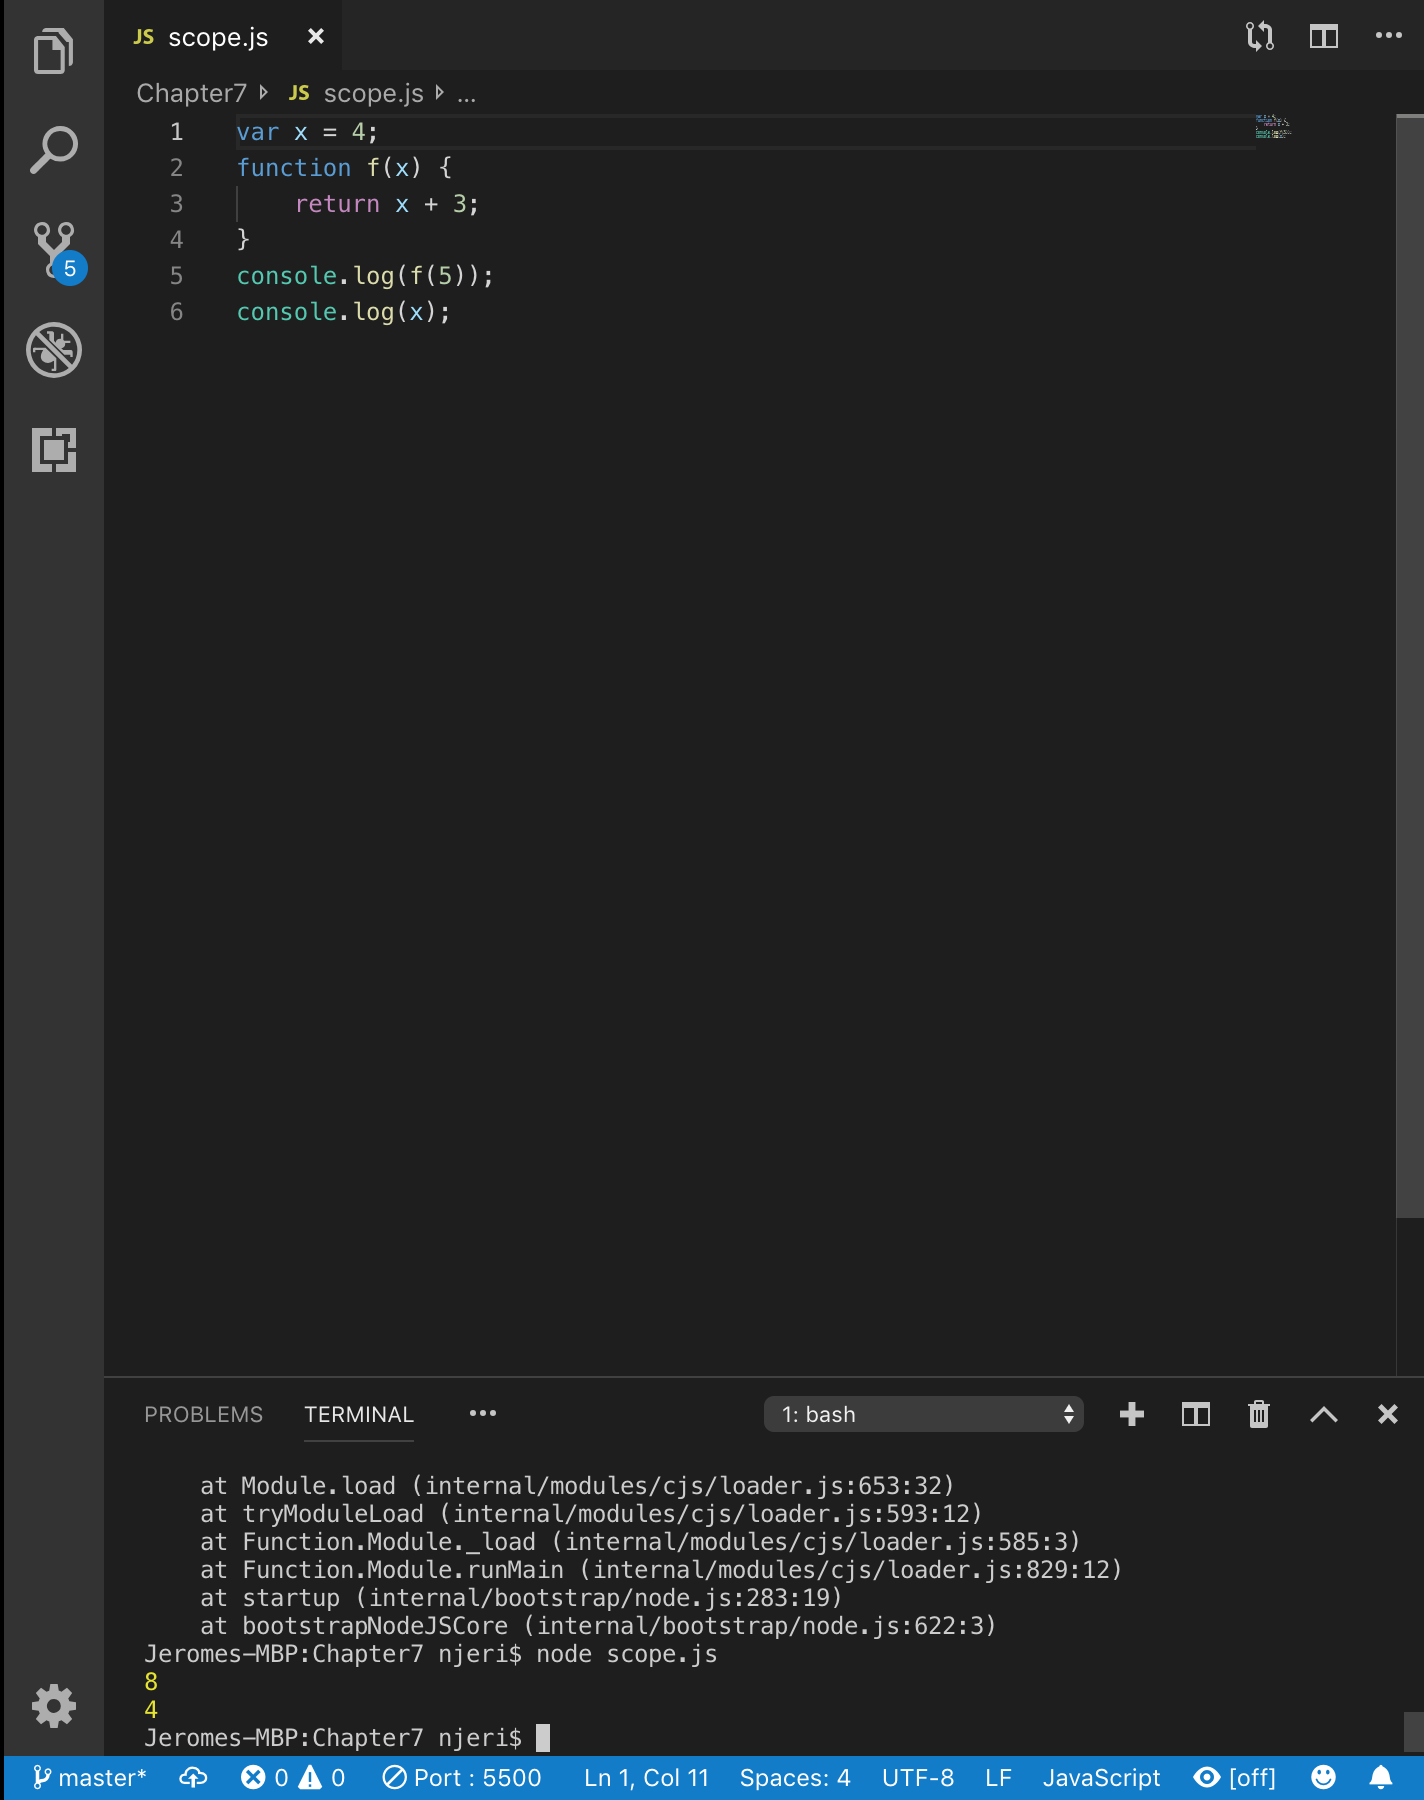 JS scope.js
Chapter7 JS scope.js ...
1 var x = 4;
2 function f(x) {
3     return x + 3;
4 }
5 console.log(f(5));
6 console.log(x);
5
PROBLEMS TERMINAL 1: bash
    at Module.load (internal/modules/cjs/loader.js:653:32)
    at tryModuleLoad (internal/modules/cjs/loader.js:593:12)
    at Function.Module._load (internal/modules/cjs/loader.js:585:3)
    at Function.Module.runMain (internal/modules/cjs/loader.js:829:12)
    at startup (internal/bootstrap/node.js:283:19)
    at bootstrapNodeJSCore (internal/bootstrap/node.js:622:3)
Jeromes-MBP:Chapter7 njeri$ node scope.js
8
4
Jeromes-MBP:Chapter7 njeri$
master* 0 0 Port : 5500 Ln 1, Col 11 Spaces: 4 UTF-8 LF JavaScript [off]